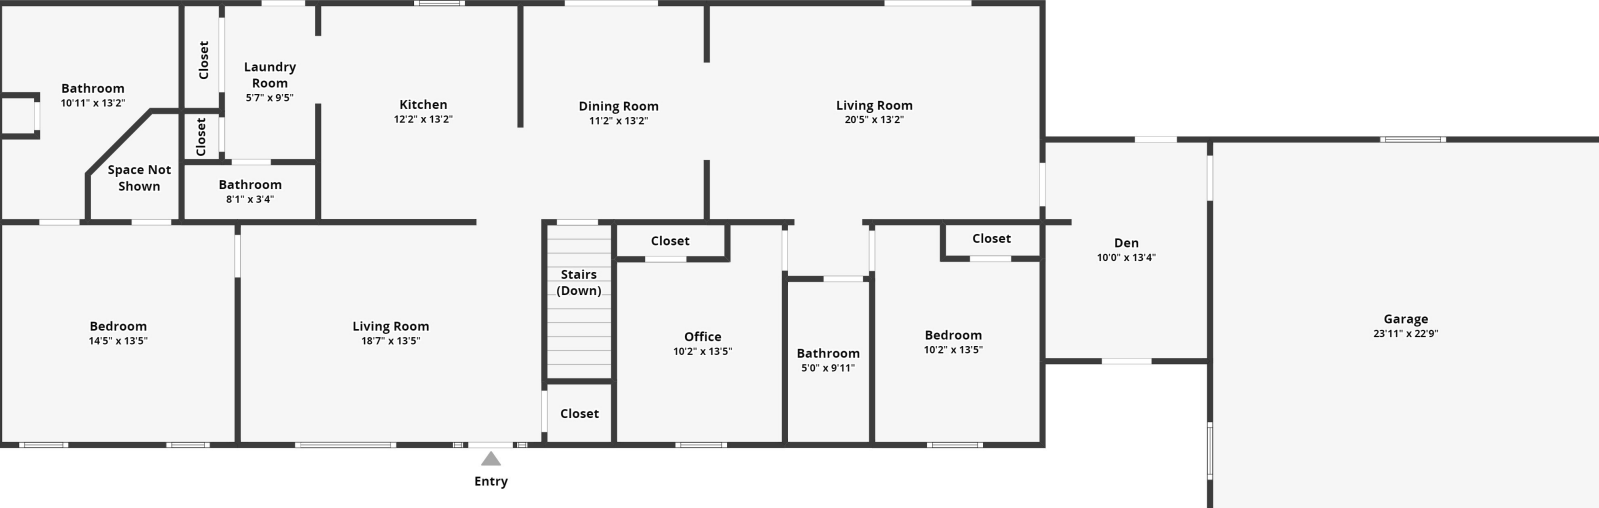 Bathroom
10'11" x 13'2"
Closet
Laundry
Room
5'7" x 9'5"
Kitchen
12'2" x 13'2"
Dining Room
11'2" x 13'2"
Living Room
20'5" x 13'2"
Closet
Space Not
Shown
Bathroom
8'1" x 3'4"
Closet
Closet
Den
10'0" x 13'4"
Stairs
(Down)
Bedroom
14'5" x 13'5"
Living Room
18'7" x 13'5"
Office
10'2" x 13'5"
Bathroom
5'0" x 9'11"
Bedroom
10'2" x 13'5"
Garage
23'11" x 22'9"
Closet
Entry